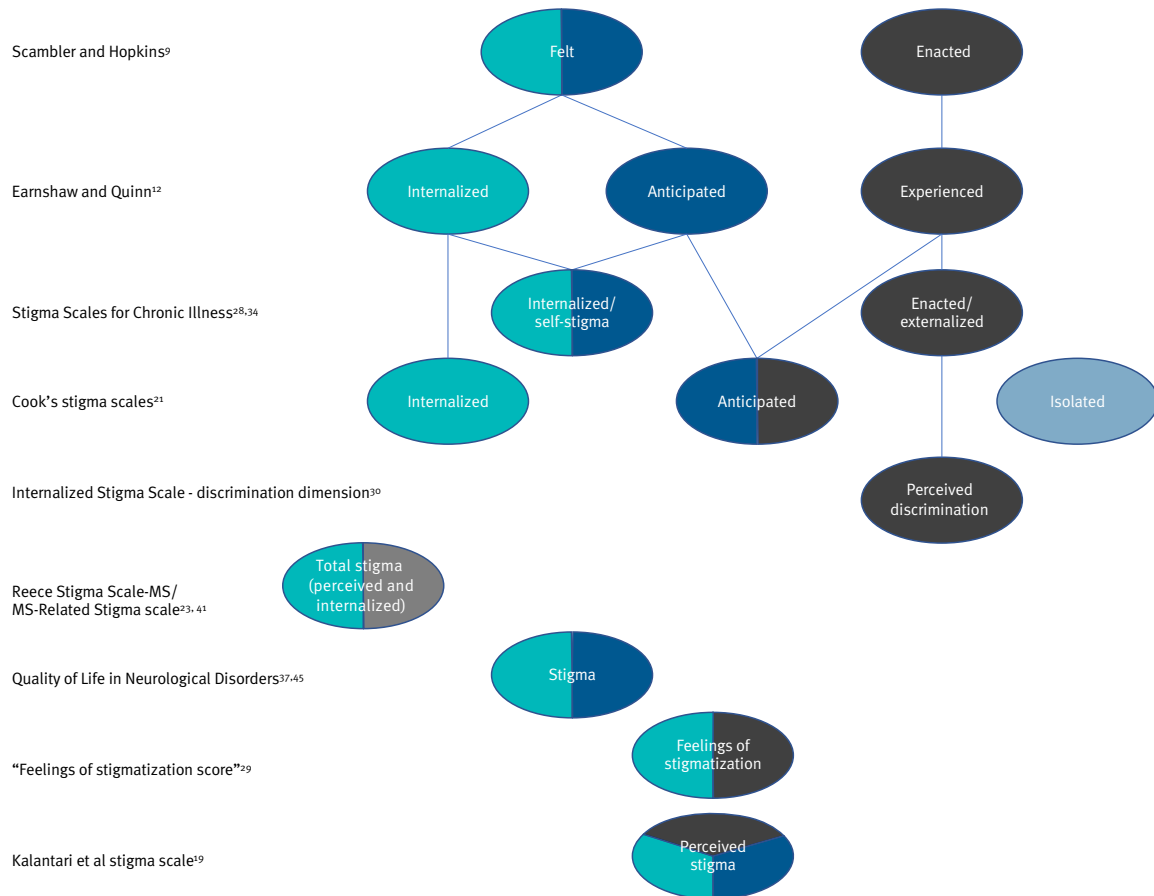 Scambler and Hopkins⁹
Felt
Enacted
Earnshaw and Quinn¹²
Internalized
Anticipated
Experienced
Stigma Scales for Chronic Illness²⁸,³⁴
Internalized/
self-stigma
Enacted/
externalized
Cook’s stigma scales²¹
Internalized
Anticipated
Isolated
Internalized Stigma Scale - discrimination dimension³⁰
Perceived
discrimination
Reece Stigma Scale-MS/
MS-Related Stigma scale²³,⁴¹
Total stigma
(perceived and
internalized)
Quality of Life in Neurological Disorders³⁷,⁴⁵
Stigma
“Feelings of stigmatization score”²⁹
Feelings of
stigmatization
Kalantari et al stigma scale¹⁹
Perceived
stigma